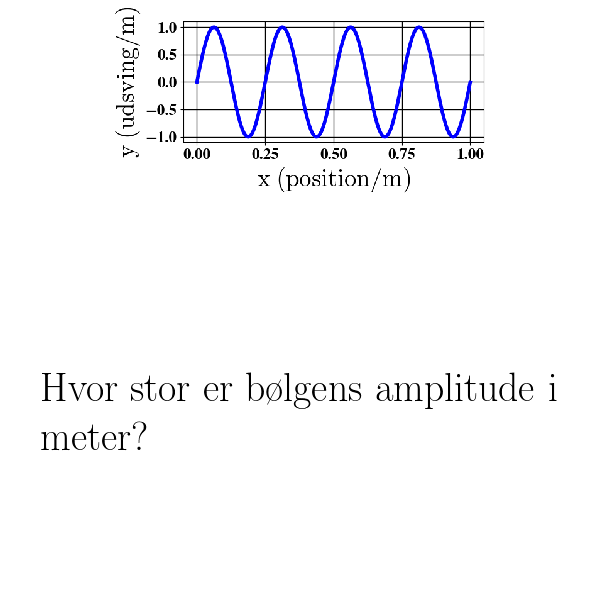 y (udsving/m)
1.0
0.5
0.0
−0.5
−1.0
0.00 0.25 0.50 0.75 1.00
x (position/m)
Hvor stor er bølgens amplitude i
meter?